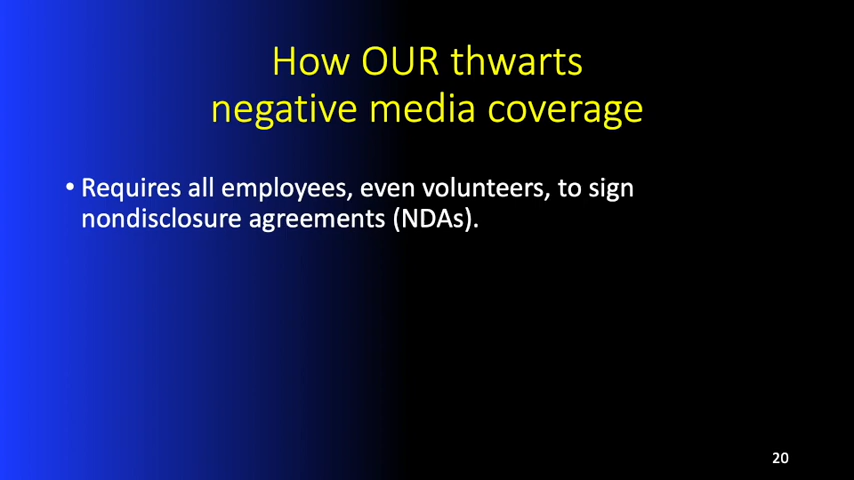 How OUR thwarts
negative media coverage
• Requires all employees, even volunteers, to sign
nondisclosure agreements (NDAs).
20